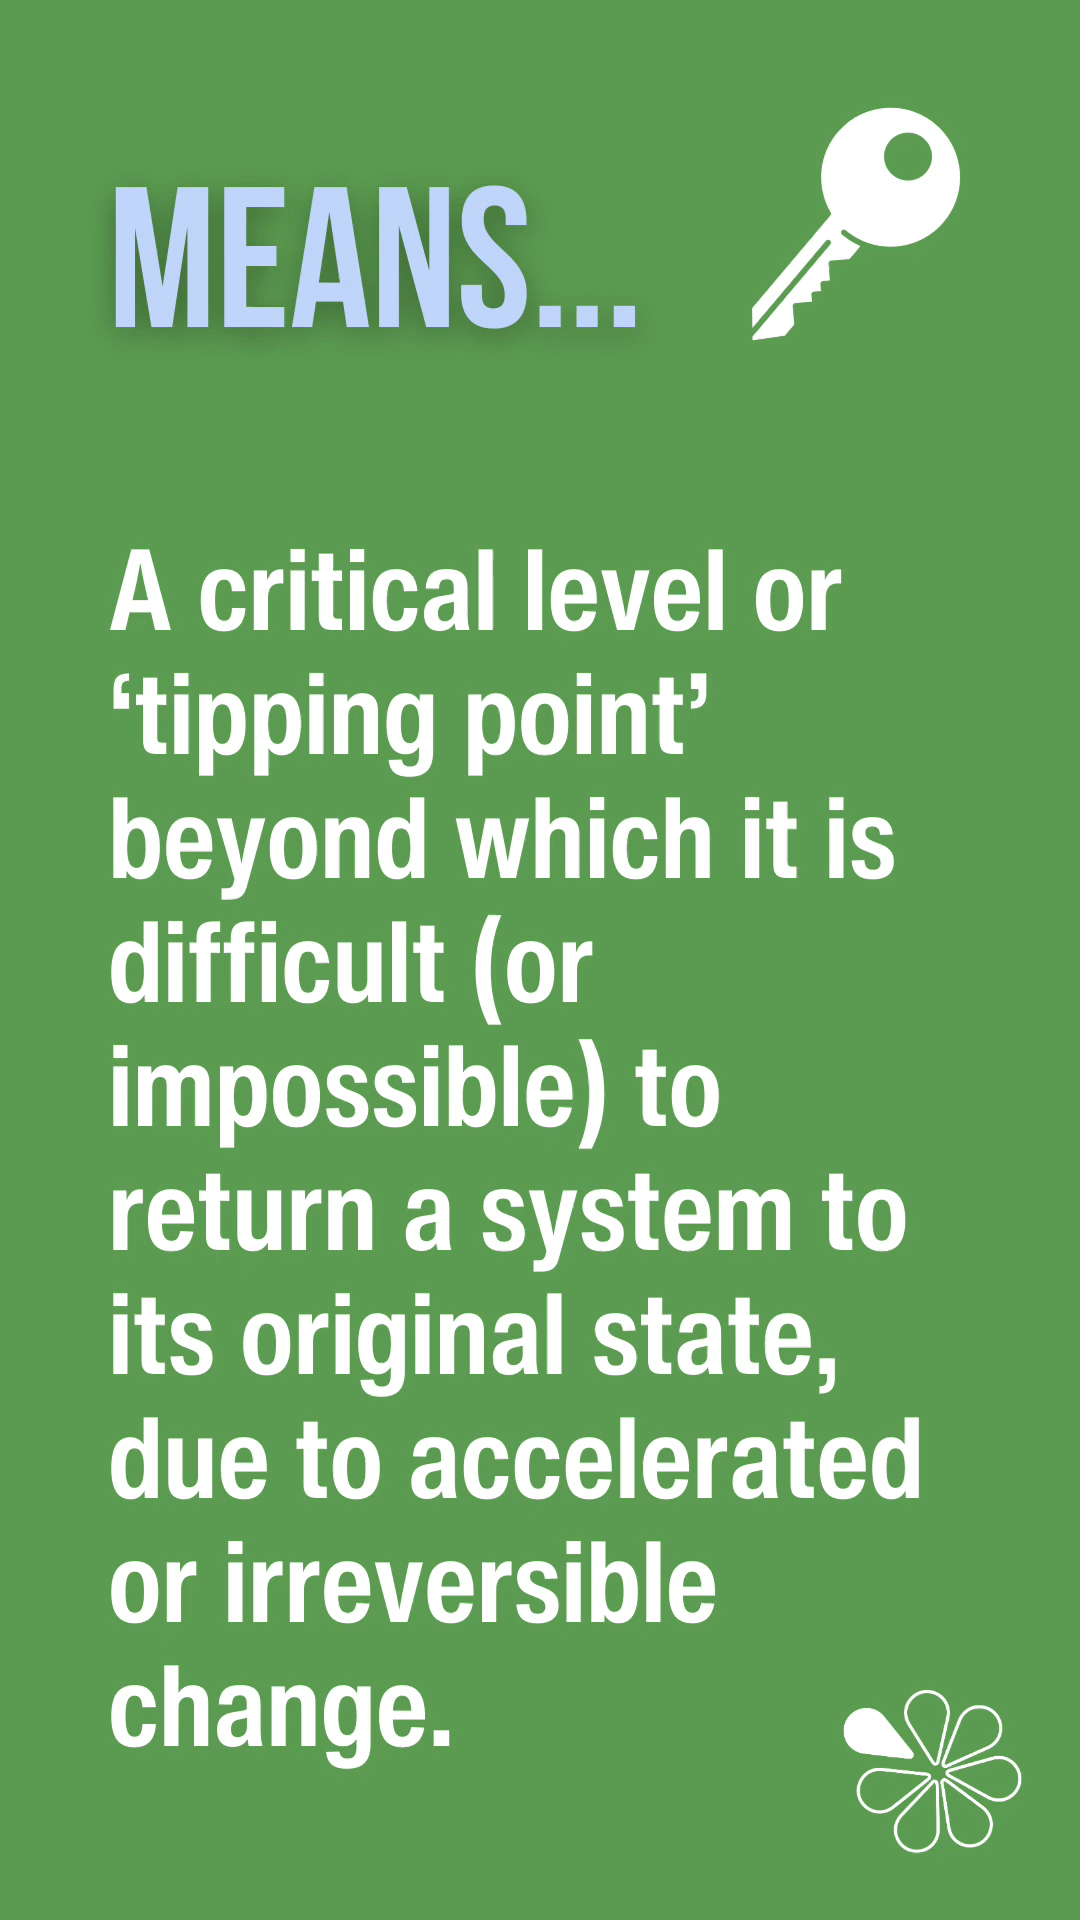 MEANS...
A critical level or
‘tipping point’
beyond which it is
difficult (or
impossible) to
return a system to
its original state,
due to accelerated
or irreversible
change.